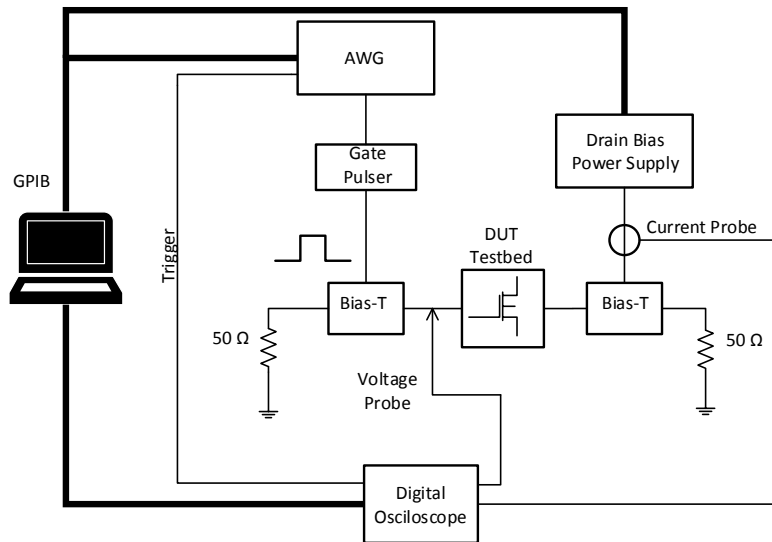 AWG
Drain Bias
Power Supply
Gate
Pulser
GPIB
Current Probe
DUT
Testbed
Trigger
Bias-T
Bias-T
50 Ω
50 Ω
Voltage
Probe
Digital
Osciloscope